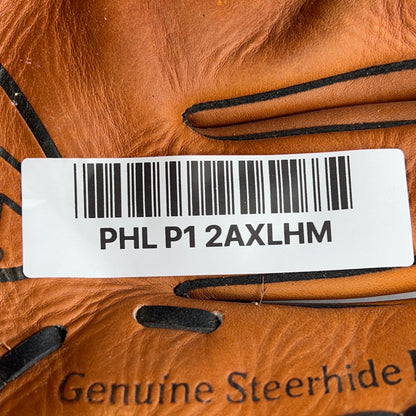 PHL P1 2AXLHM
Genuine Steerhide